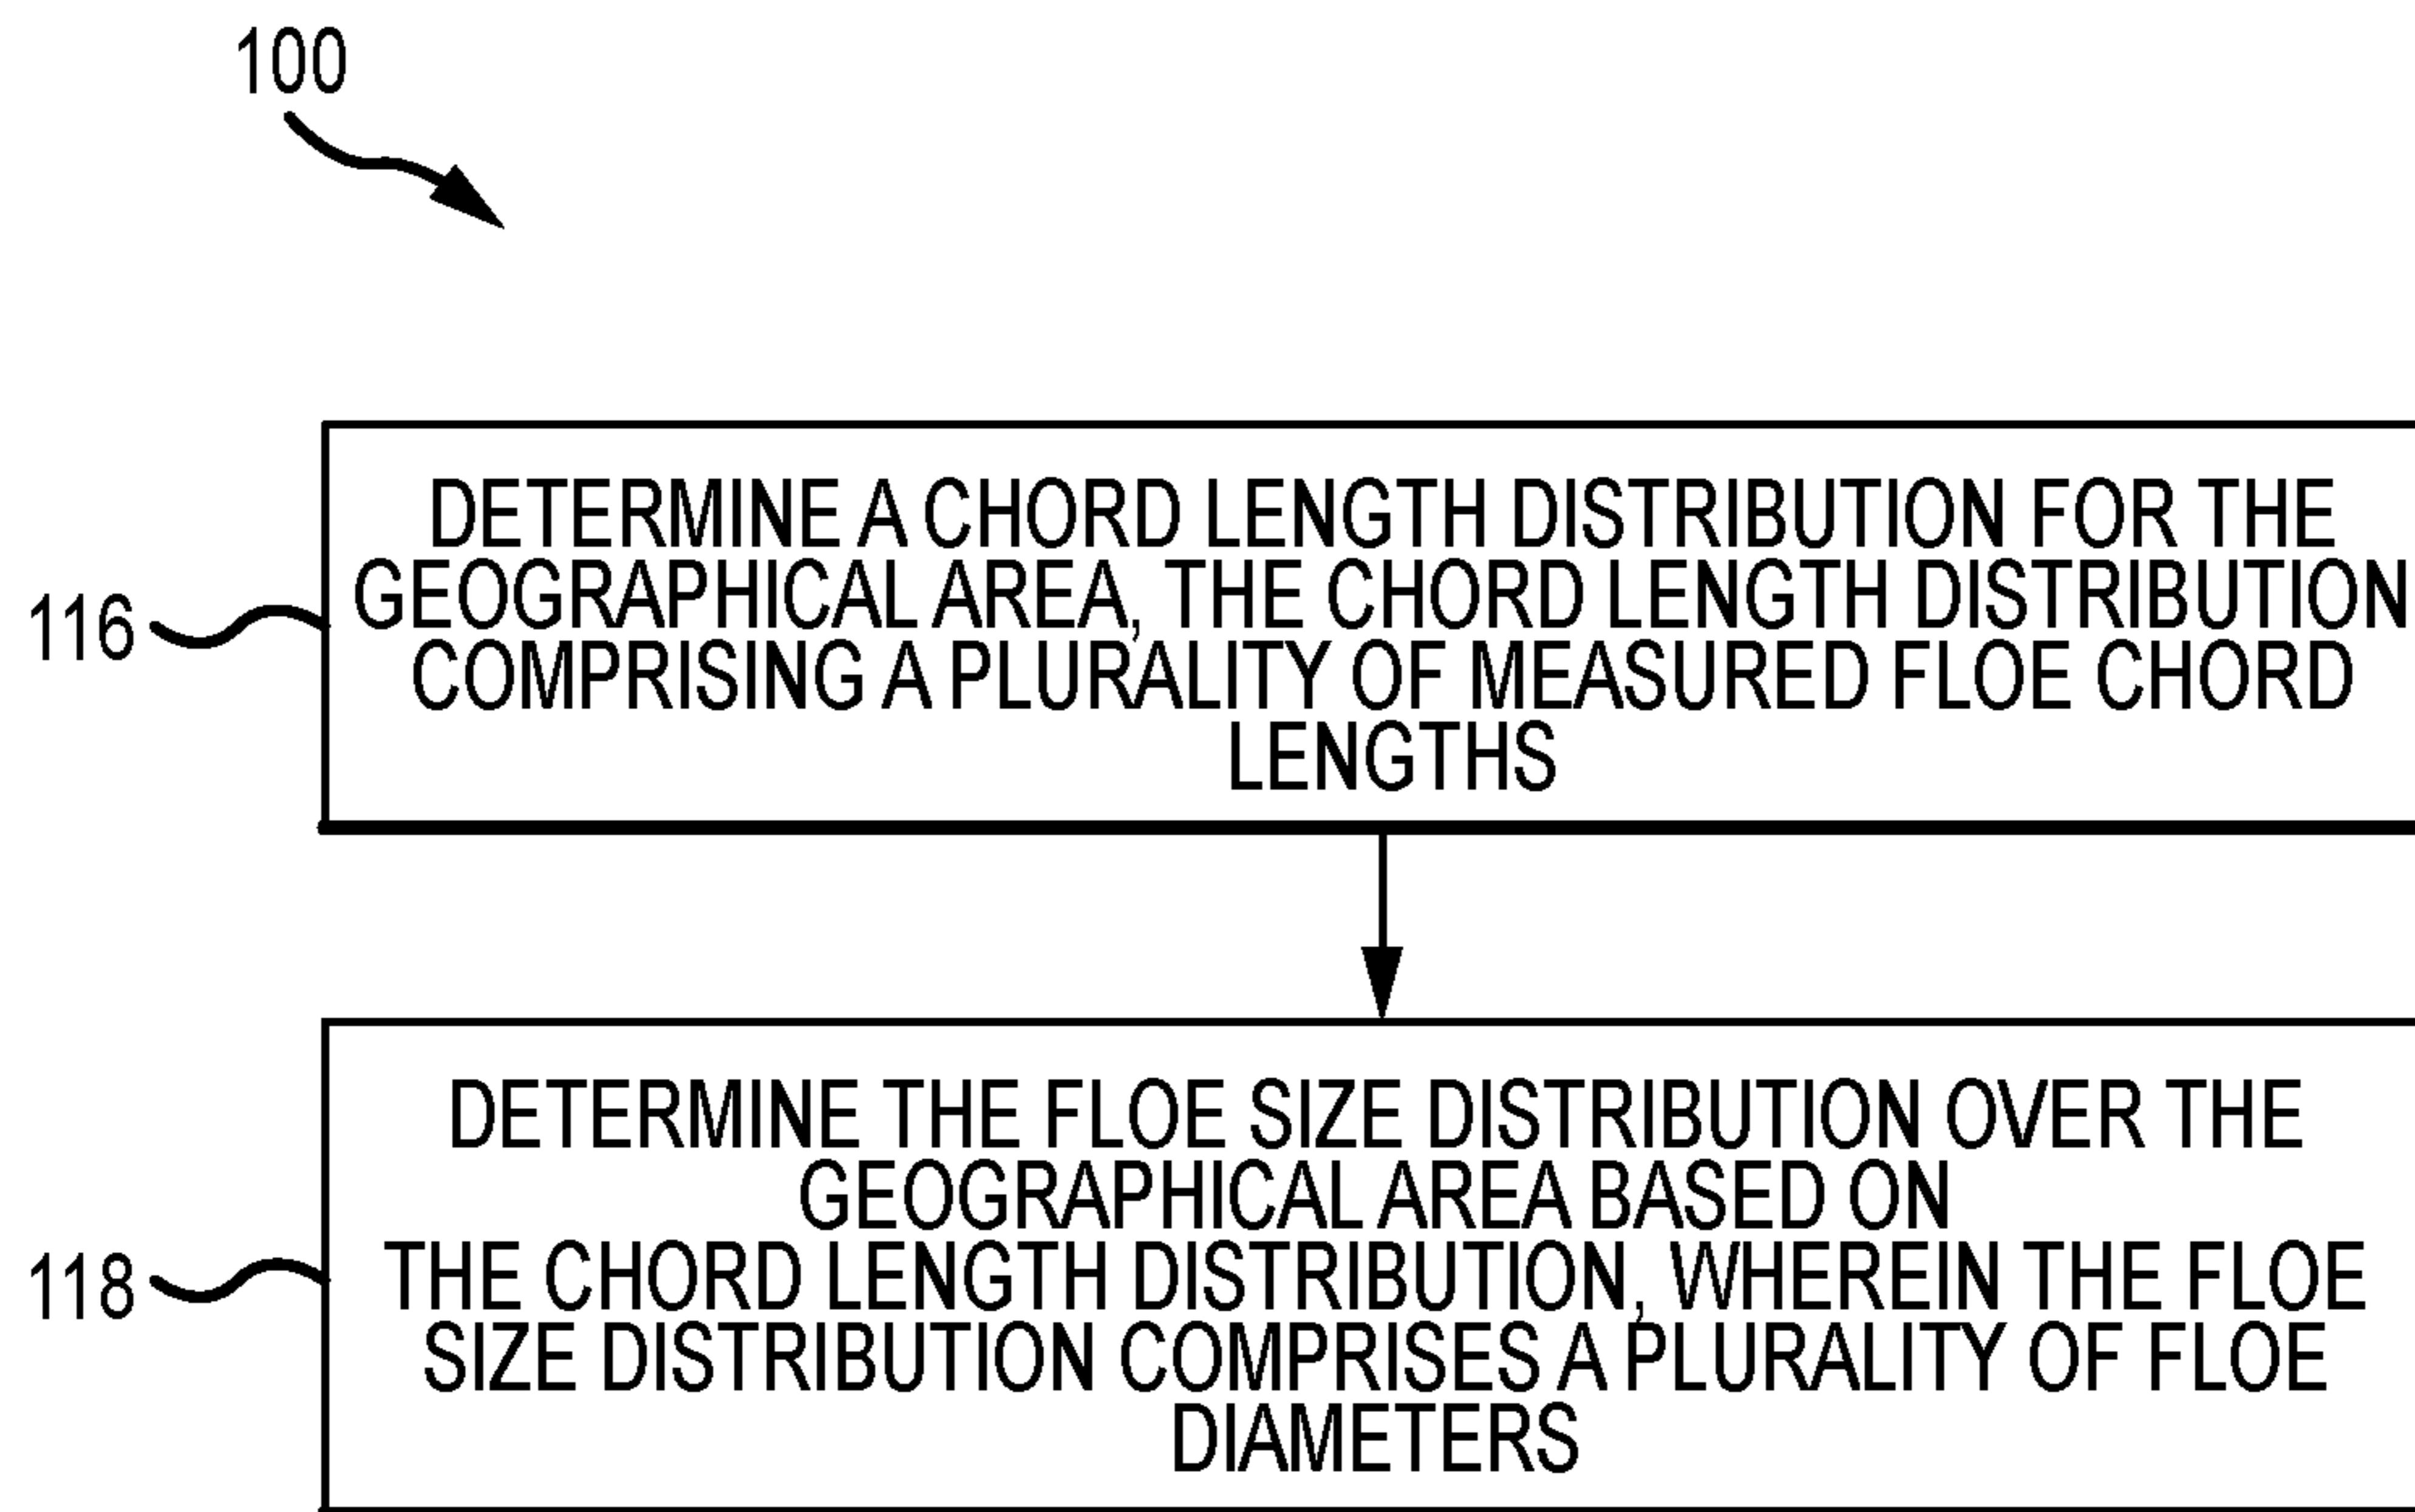 100
116
DETERMINE A CHORD LENGTH DISTRIBUTION FOR THE
GEOGRAPHICAL AREA, THE CHORD LENGTH DISTRIBUTION
COMPRISING A PLURALITY OF MEASURED FLOE CHORD
LENGTHS
118
DETERMINE THE FLOE SIZE DISTRIBUTION OVER THE
GEOGRAPHICAL AREA BASED ON
THE CHORD LENGTH DISTRIBUTION, WHEREIN THE FLOE
SIZE DISTRIBUTION COMPRISES A PLURALITY OF FLOE
DIAMETERS